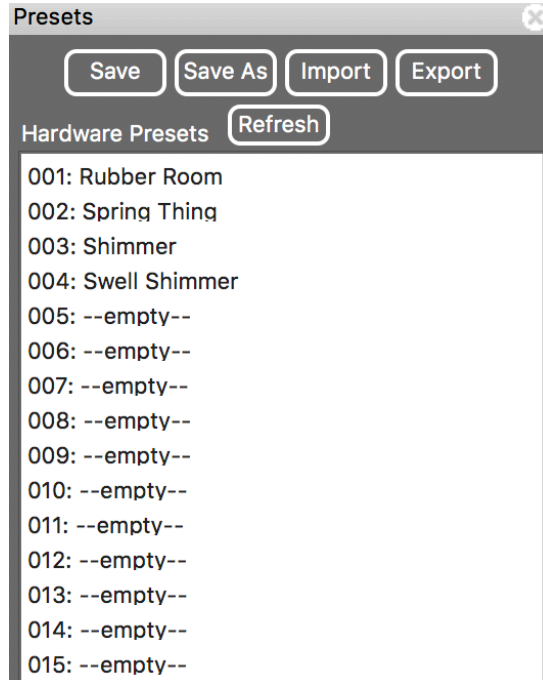 Presets
Save Save As Import Export
Hardware Presets Refresh
001: Rubber Room
002: Spring Thing
003: Shimmer
004: Swell Shimmer
005: --empty--
006: --empty--
007: --empty--
008: --empty--
009: --empty--
010: --empty--
011: --empty--
012: --empty--
013: --empty--
014: --empty--
015: --empty--